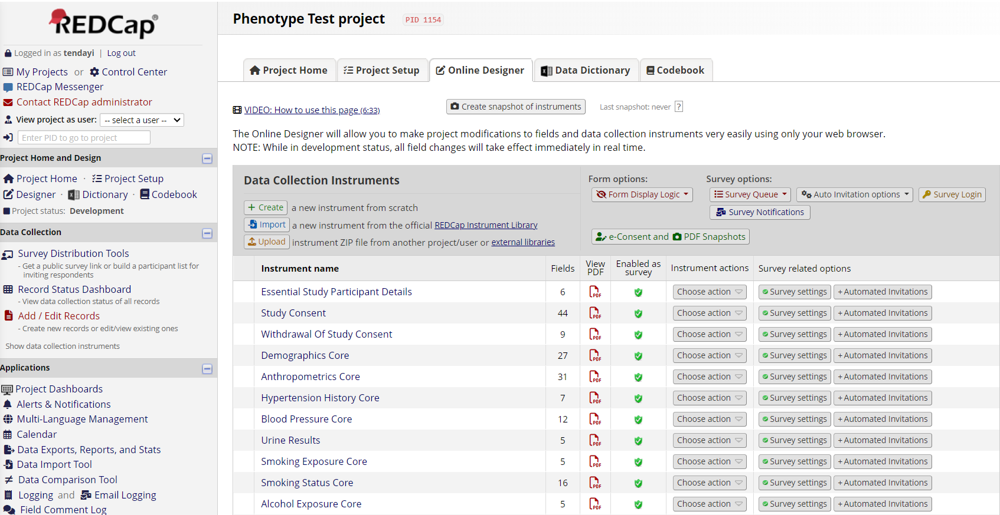 REDCap®
Logged in as tendayi | Log out
My Projects or Control Center
REDCap Messenger
Contact REDCap administrator
View project as user: -- select a user --
Enter PID to go to project
Project Home and Design
Project Home · Project Setup
Designer · Dictionary · Codebook
Project status: Development
Data Collection
Survey Distribution Tools
- Get a public survey link or build a participant list for
inviting respondents
Record Status Dashboard
- View data collection status of all records
Add / Edit Records
- Create new records or edit/view existing ones
Show data collection instruments
Applications
Project Dashboards
Alerts & Notifications
Multi-Language Management
Calendar
Data Exports, Reports, and Stats
Data Import Tool
Data Comparison Tool
Logging and Email Logging
Field Comment Log
Phenotype Test project PID 1154
Project Home Project Setup Online Designer Data Dictionary Codebook
VIDEO: How to use this page (6:33) Create snapshot of instruments Last snapshot: never ?
The Online Designer will allow you to make project modifications to fields and data collection instruments very easily using only your web browser.
NOTE: While in development status, all field changes will take effect immediately in real time.
Data Collection Instruments
+ Create a new instrument from scratch
Import a new instrument from the official REDCap Instrument Library
Upload instrument ZIP file from another project/user or external libraries
Form options:
Form Display Logic
Survey options:
Survey Queue Auto Invitation options Survey Login
Survey Notifications
e-Consent and PDF Snapshots
Instrument name Fields View PDF Enabled as survey Instrument actions Survey related options
Essential Study Participant Details 6 PDF Choose action Survey settings + Automated Invitations
Study Consent 44 PDF Choose action Survey settings + Automated Invitations
Withdrawal Of Study Consent 9 PDF Choose action Survey settings + Automated Invitations
Demographics Core 27 PDF Choose action Survey settings + Automated Invitations
Anthropometrics Core 31 PDF Choose action Survey settings + Automated Invitations
Hypertension History Core 7 PDF Choose action Survey settings + Automated Invitations
Blood Pressure Core 12 PDF Choose action Survey settings + Automated Invitations
Urine Results 5 PDF Choose action Survey settings + Automated Invitations
Smoking Exposure Core 5 PDF Choose action Survey settings + Automated Invitations
Smoking Status Core 16 PDF Choose action Survey settings + Automated Invitations
Alcohol Exposure Core 5 PDF Choose action Survey settings + Automated Invitations